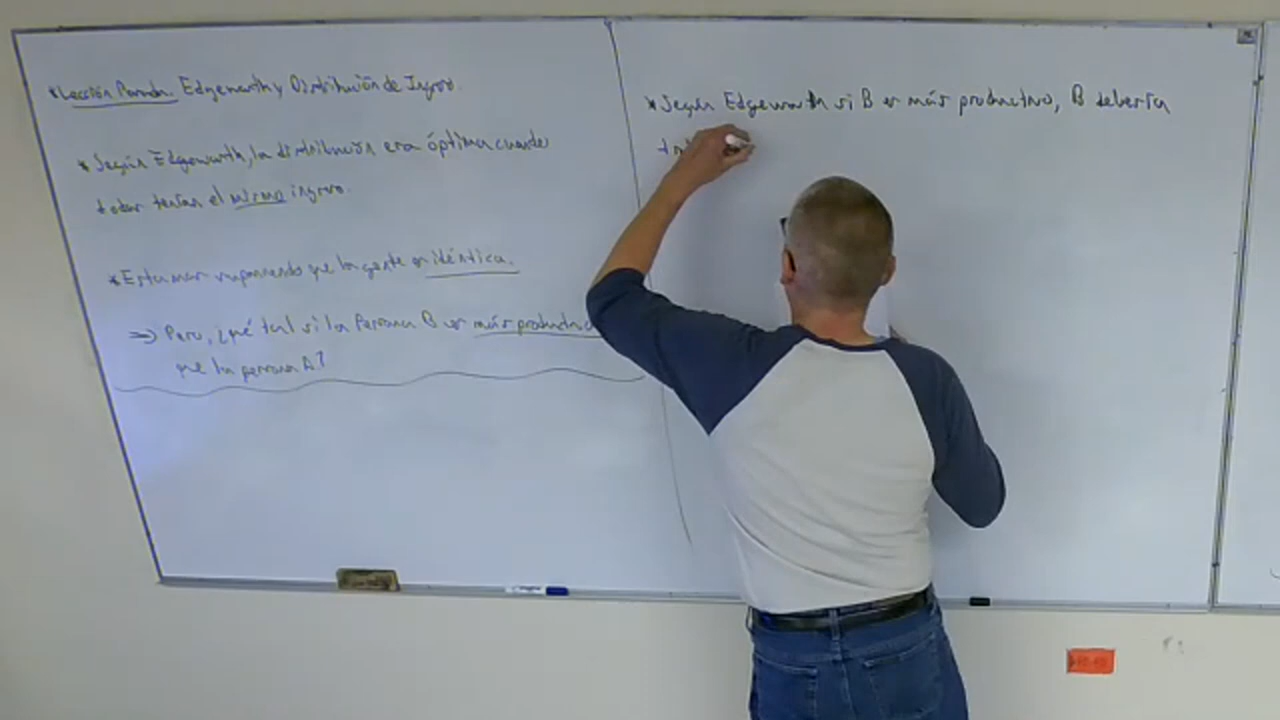 *Lección Pasada. Edgeworth y Distribución de Ingreso.
*Según Edgeworth, la distribución era óptima cuando
todos tenían el mismo ingreso.
*Estamos suponiendo que la gente es idéntica.
=> Pero, ¿qué tal si la Persona B es más productiva
que la persona A?
*Según Edgeworth si B es más productivo, B debería